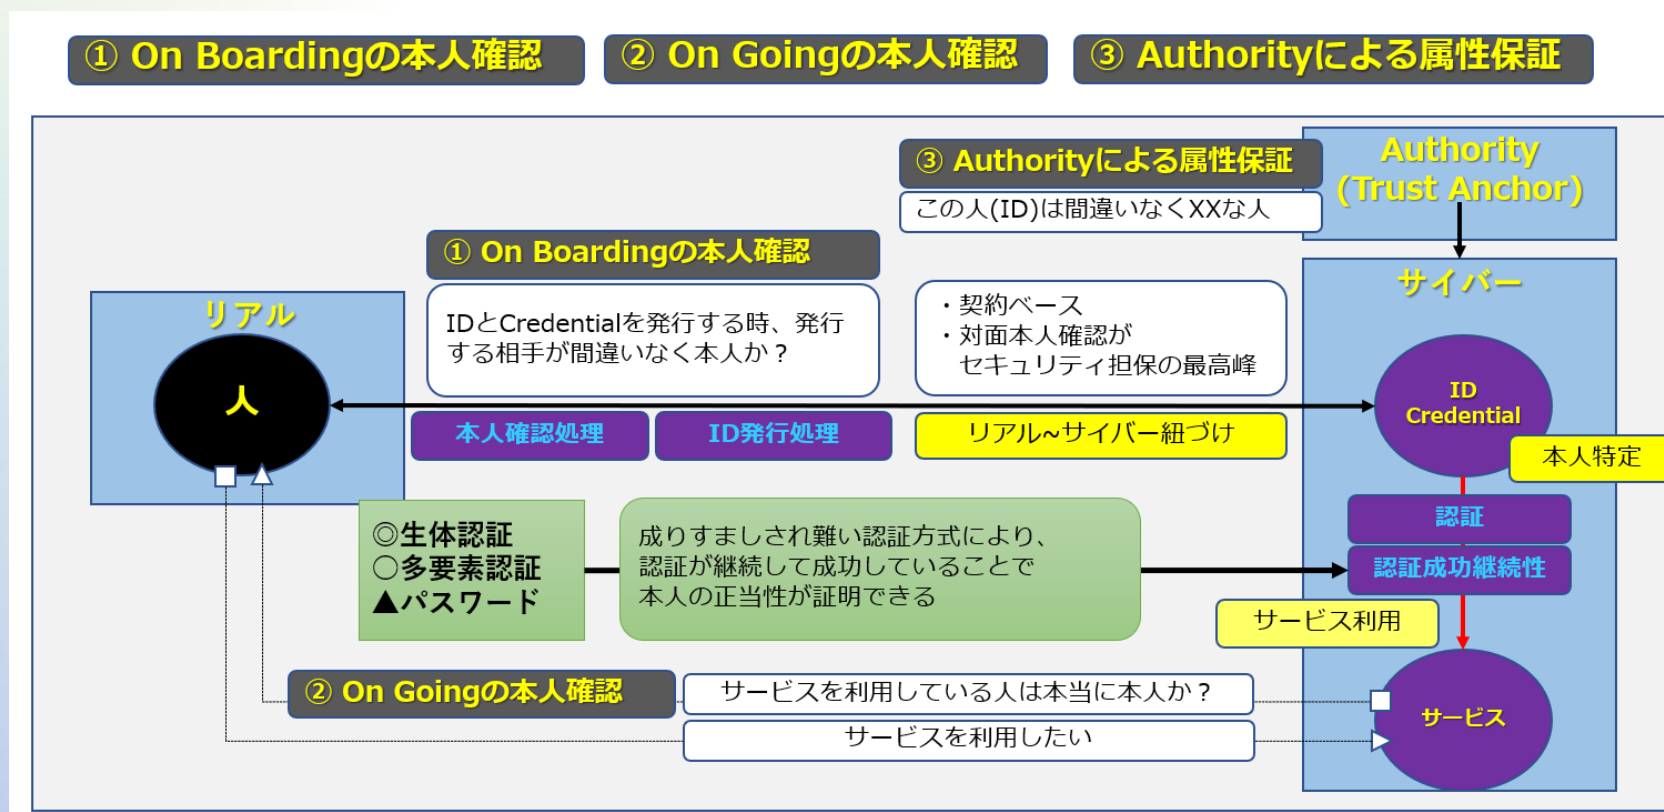 ① On Boardingの本人確認
② On Goingの本人確認
③ Authorityによる属性保証
③ Authorityによる属性保証
この人(ID)は間違いなくXXな人
Authority
(Trust Anchor)
① On Boardingの本人確認
IDとCredentialを発行する時、発行
する相手が間違いなく本人か？
・契約ベース
・対面本人確認が
セキュリティ担保の最高峰
リアル
人
サイバー
ID
Credential
本人確認処理
ID発行処理
リアル~サイバー紐づけ
本人特定
◎生体認証
○多要素認証
▲パスワード
成りすましされ難い認証方式により、
認証が継続して成功していることで
本人の正当性が証明できる
認証
認証成功継続性
サービス利用
② On Goingの本人確認
サービスを利用している人は本当に本人か？
サービスを利用したい
サービス